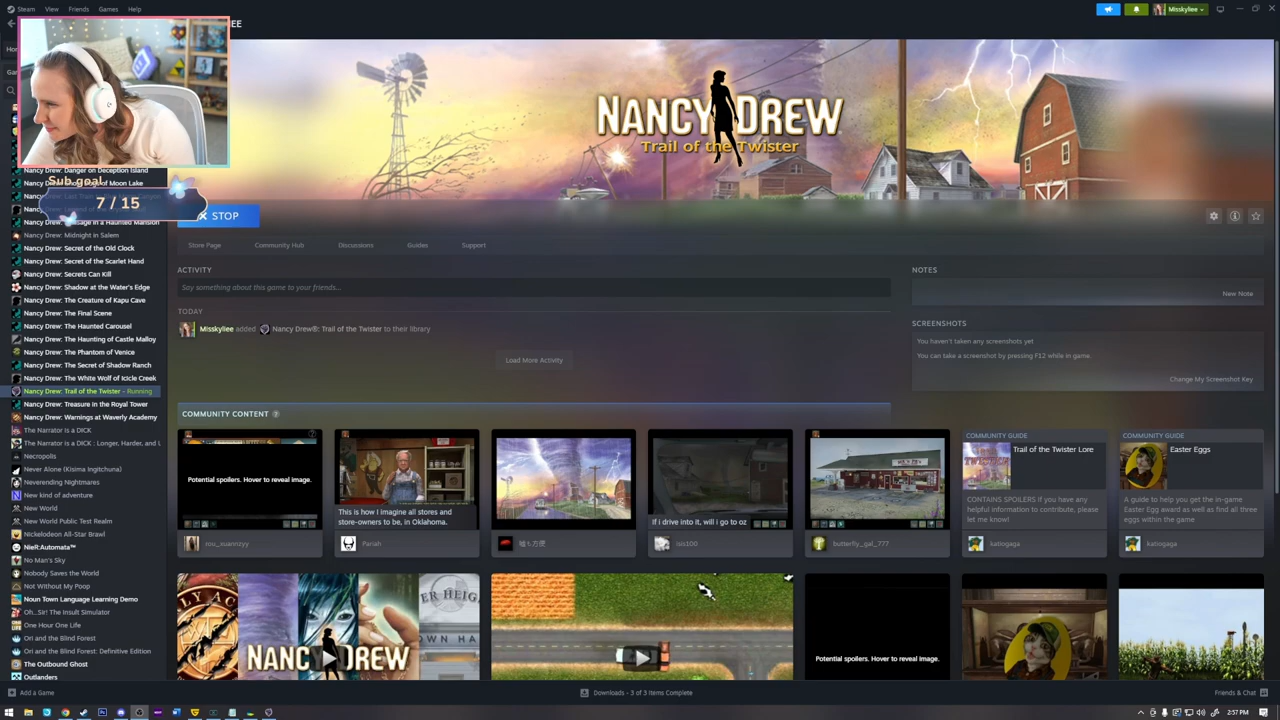 Steam View Friends Games Help
Misskyliee
EE
NANCY DREW
Trail of the Twister
Sub goal
7 / 15
STOP
Store Page Community Hub Discussions Guides Support
ACTIVITY
Say something about this game to your friends...
TODAY
Misskyliee added Nancy Drew®: Trail of the Twister to their library
Load More Activity
NOTES
New Note
SCREENSHOTS
You haven't taken any screenshots yet
You can take a screenshot by pressing F12 while in game.
Change My Screenshot Key
Nancy Drew: Danger on Deception Island
Moon Lake
Haunted Mansion
Nancy Drew: Midnight in Salem
Nancy Drew: Secret of the Old Clock
Nancy Drew: Secret of the Scarlet Hand
Nancy Drew: Secrets Can Kill
Nancy Drew: Shadow at the Water's Edge
Nancy Drew: The Creature of Kapu Cave
Nancy Drew: The Final Scene
Nancy Drew: The Haunted Carousel
Nancy Drew: The Haunting of Castle Malloy
Nancy Drew: The Phantom of Venice
Nancy Drew: The Secret of Shadow Ranch
Nancy Drew: The White Wolf of Icicle Creek
Nancy Drew: Trail of the Twister - Running
Nancy Drew: Treasure in the Royal Tower
Nancy Drew: Warnings at Waverly Academy
The Narrator is a DICK
The Narrator is a DICK : Longer, Harder, and
Necropolis
Never Alone (Kisima Ingitchuna)
Neverending Nightmares
New kind of adventure
New World
New World Public Test Realm
Nickelodeon All-Star Brawl
NieR:Automata™
No Man's Sky
Nobody Saves the World
Not Without My Poop
Noun Town Language Learning Demo
Oh...Sir! The Insult Simulator
One Hour One Life
Ori and the Blind Forest
Ori and the Blind Forest: Definitive Edition
The Outbound Ghost
Outlanders
COMMUNITY CONTENT ?
Potential spoilers. Hover to reveal image.
rou_suannzyy
This is how I imagine all stores and
store-owners to be, in Oklahoma.
Pariah
If i drive into it, will i go to oz
isis100
butterfly_gal_777
COMMUNITY GUIDE
Trail of the Twister Lore
CONTAINS SPOILERS If you have any
helpful information to contribute, please
let me know!
katiogaga
COMMUNITY GUIDE
Easter Eggs
A guide to help you get the in-game
Easter Egg award as well as find all three
eggs within the game
katiogaga
NANCY DREW
Potential spoilers. Hover to reveal image.
Add a Game
Downloads - 3 of 3 Items Complete
Friends & Chat
2:57 PM